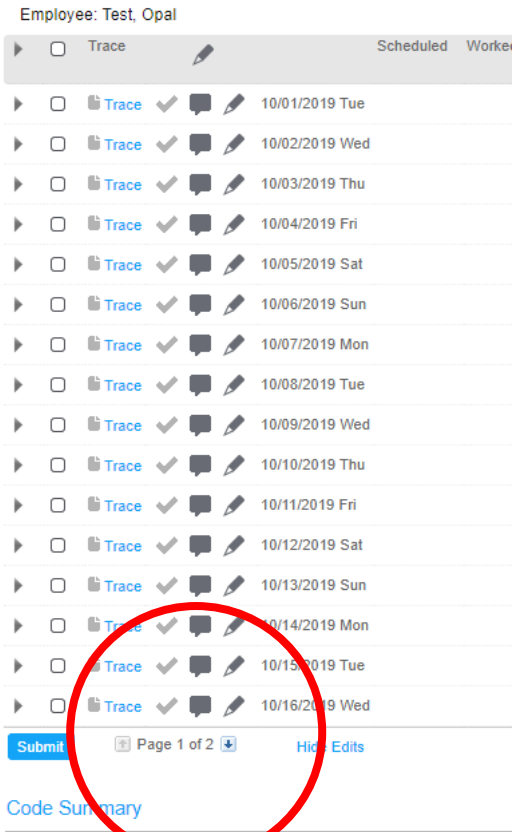 Employee: Test, Opal
Trace Scheduled
Trace 10/01/2019 Tue
Trace 10/02/2019 Wed
Trace 10/03/2019 Thu
Trace 10/04/2019 Fri
Trace 10/05/2019 Sat
Trace 10/06/2019 Sun
Trace 10/07/2019 Mon
Trace 10/08/2019 Tue
Trace 10/09/2019 Wed
Trace 10/10/2019 Thu
Trace 10/11/2019 Fri
Trace 10/12/2019 Sat
Trace 10/13/2019 Sun
Trace 10/14/2019 Mon
Trace 10/15/2019 Tue
Trace 10/16/2019 Wed
Submit Page 1 of 2 Hide Edits
Code Summary